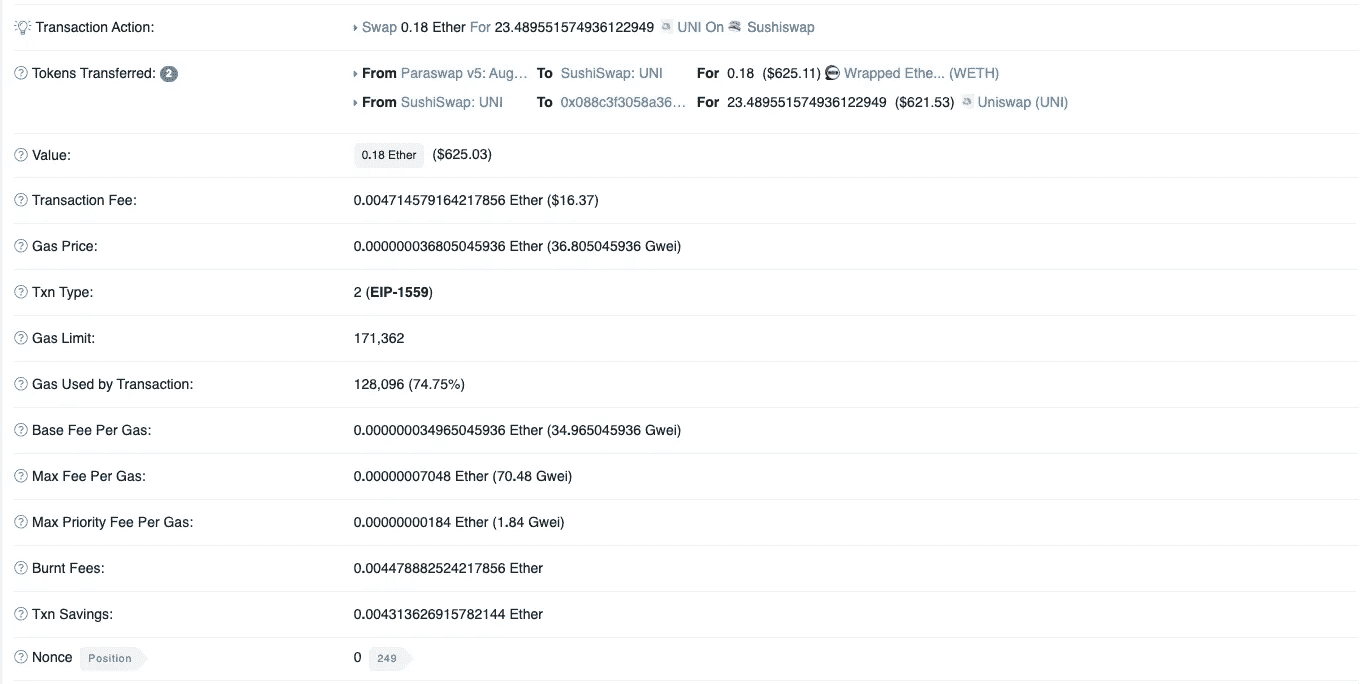 Transaction Action: Swap 0.18 Ether For 23.489551574936122949 UNI On Sushiswap
Tokens Transferred: 2 From Paraswap v5: Aug... To SushiSwap: UNI For 0.18 ($625.11) Wrapped Ethe... (WETH)
From SushiSwap: UNI To 0x088c3f3058a36... For 23.489551574936122949 ($621.53) Uniswap (UNI)
Value: 0.18 Ether ($625.03)
Transaction Fee: 0.004714579164217856 Ether ($16.37)
Gas Price: 0.000000036805045936 Ether (36.805045936 Gwei)
Txn Type: 2 (EIP-1559)
Gas Limit: 171,362
Gas Used by Transaction: 128,096 (74.75%)
Base Fee Per Gas: 0.000000034965045936 Ether (34.965045936 Gwei)
Max Fee Per Gas: 0.00000007048 Ether (70.48 Gwei)
Max Priority Fee Per Gas: 0.00000000184 Ether (1.84 Gwei)
Burnt Fees: 0.004478882524217856 Ether
Txn Savings: 0.004313626915782144 Ether
Nonce Position 0 249